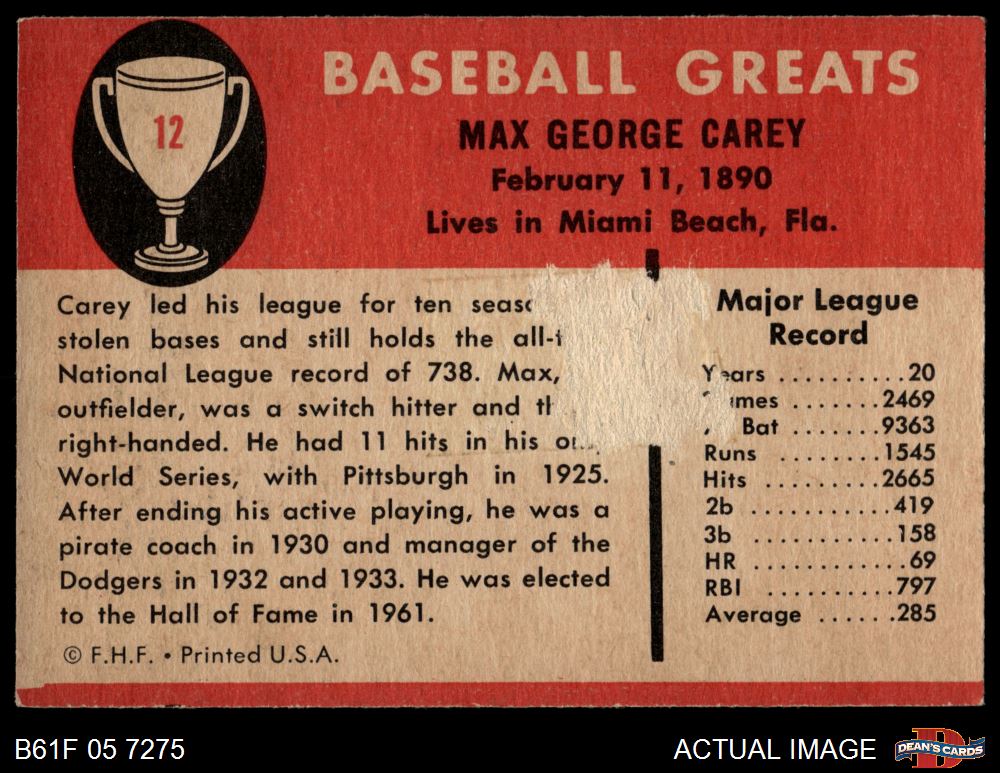 12
BASEBALL GREATS
MAX GEORGE CAREY
February 11, 1890
Lives in Miami Beach, Fla.
Carey led his league for ten
stolen bases and still holds the
National League record of 738. Max,
outfielder, was a switch hitter and
right-handed. He had 11 hits in his
World Series, with Pittsburgh in 1925.
After ending his active playing, he was a
pirate coach in 1930 and manager of the
Dodgers in 1932 and 1933. He was elected
to the Hall of Fame in 1961.
© F.H.F. • Printed U.S.A.
Major League
Record
Years ..........20
.......2469
Bat .......9363
Runs .......1545
Hits .........2665
2b ...........419
3b ...........158
HR ............69
RBI ..........797
Average ......285
B61F 05 7275
ACTUAL IMAGE
D
DEAN'S CARDS